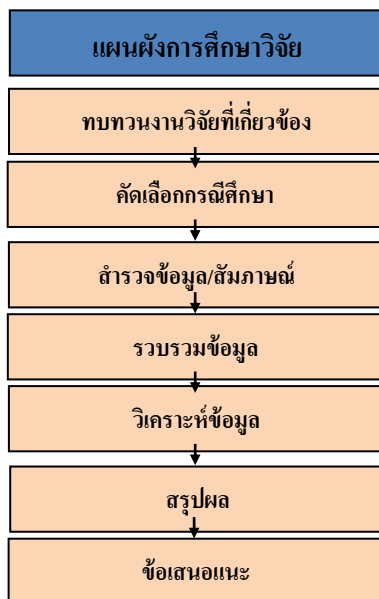 แผนผังการศึกษาวิจัย
ทบทวนงานวิจัยที่เกี่ยวข้อง
คัดเลือกกรณีศึกษา
สำรวจข้อมูล/สัมภาษณ์
รวบรวมข้อมูล
วิเคราะห์ข้อมูล
สรุปผล
ข้อเสนอแนะ